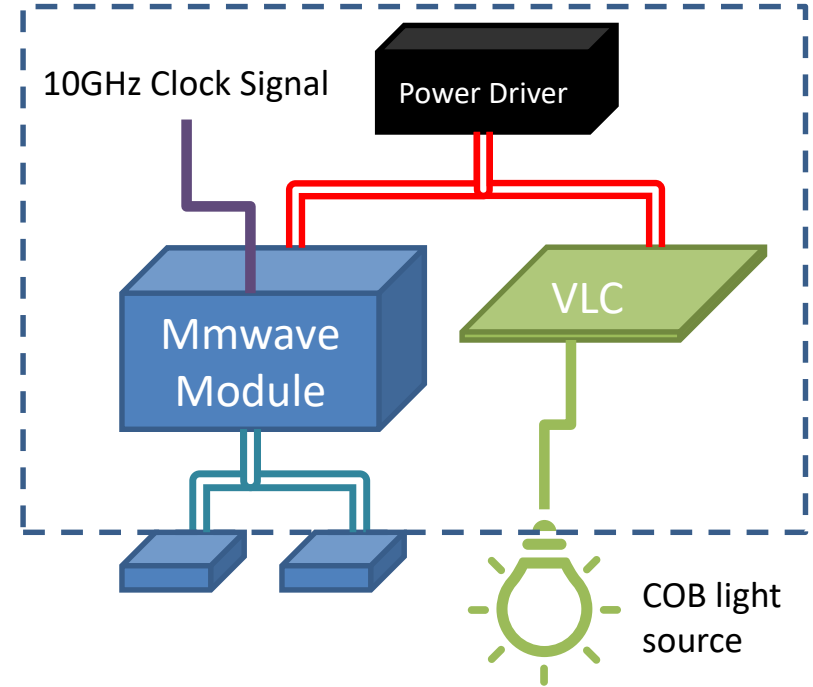 10GHz Clock Signal
Power Driver
VLC
Mmwave
Module
COB light
source